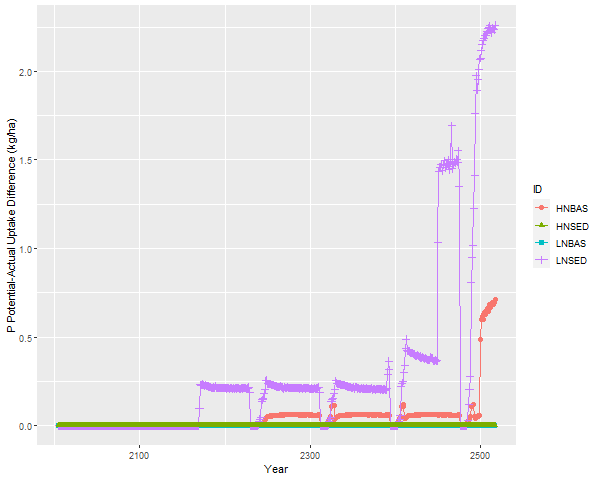 P Potential-Actual Uptake Difference (kg/ha)
2.0
1.5
1.0
0.5
0.0
2100
2300
2500
Year
ID
HNBAS
HNSED
LNBAS
LNSED